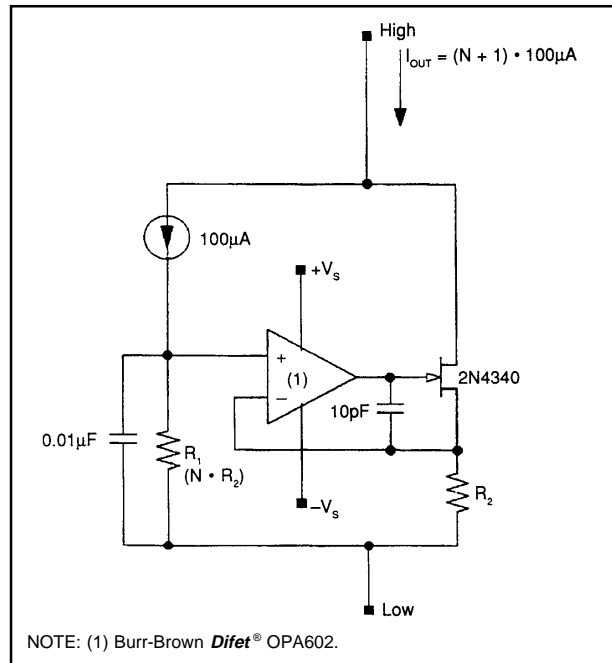 High
I_OUT = (N + 1) • 100µA
100µA
+V_s
+
(1)
–
2N4340
10pF
0.01µF
R_1
(N • R_2)
–V_s
R_2
Low
NOTE: (1) Burr-Brown Difet® OPA602.